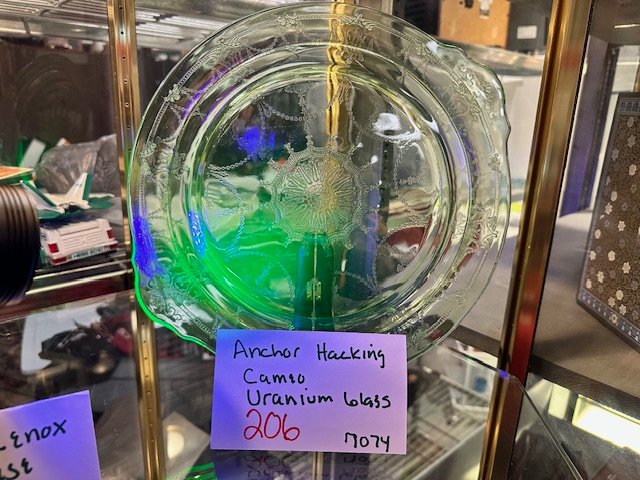 Anchor Hacking
Cameo
Uranium Glass
206
7074
ENOX
SE